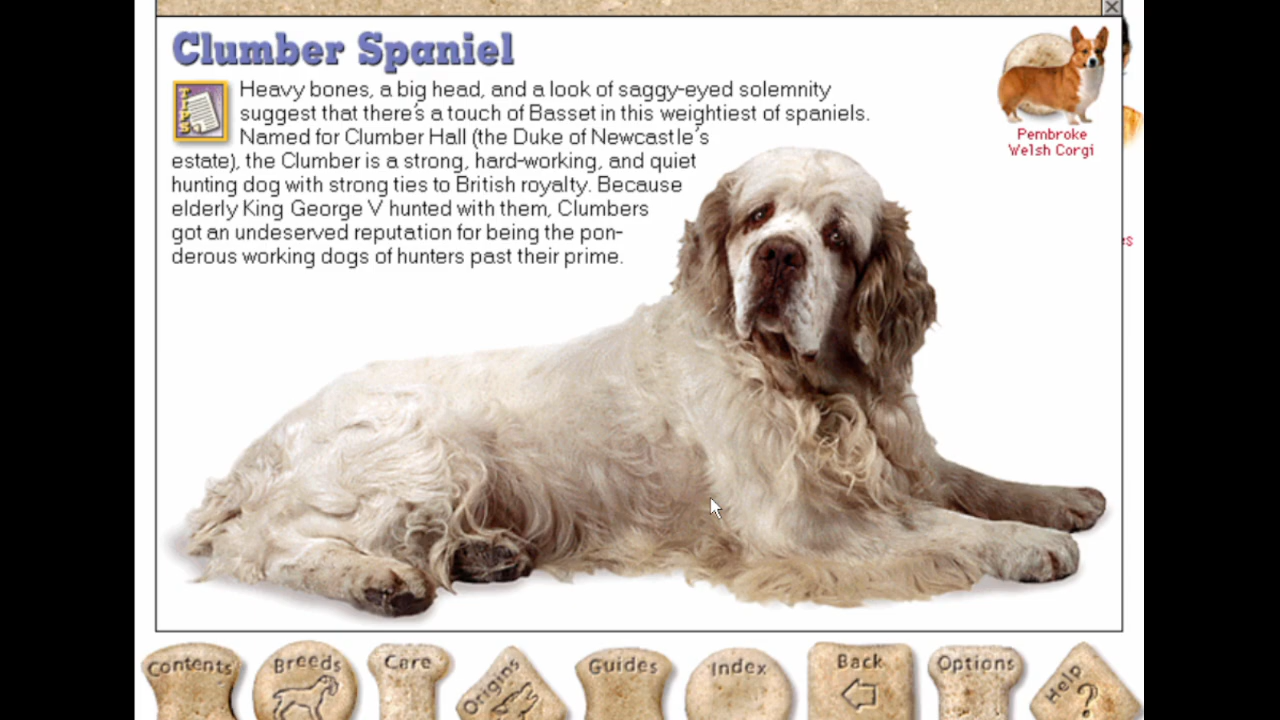 Clumber Spaniel
TIPS
Heavy bones, a big head, and a look of saggy-eyed solemnity
suggest that there's a touch of Basset in this weightiest of spaniels.
Named for Clumber Hall (the Duke of Newcastle's
estate), the Clumber is a strong, hard-working, and quiet
hunting dog with strong ties to British royalty. Because
elderly King George V hunted with them, Clumbers
got an undeserved reputation for being the pon-
derous working dogs of hunters past their prime.
Pembroke
Welsh Corgi
es
Contents
Breeds
Care
Origins
Guides
Index
Back
Options
Help
?